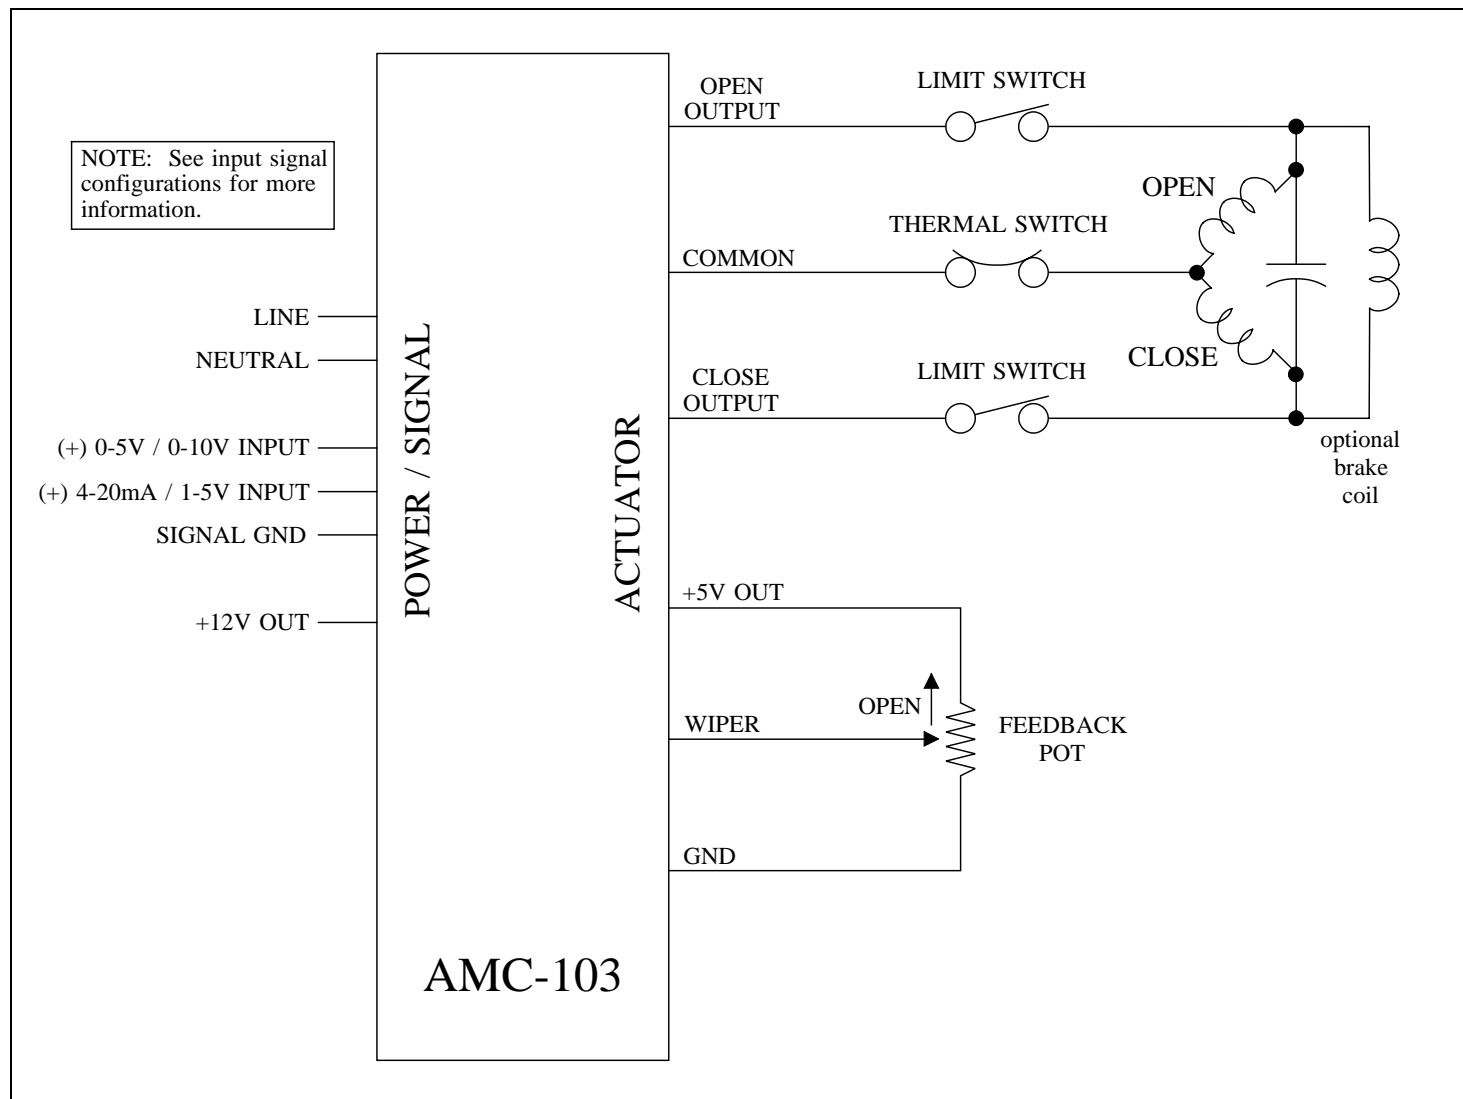 NOTE: See input signal
configurations for more
information.
LINE
NEUTRAL
(+) 0-5V / 0-10V INPUT
(+) 4-20mA / 1-5V INPUT
SIGNAL GND
+12V OUT
POWER / SIGNAL
ACTUATOR
AMC-103
OPEN
OUTPUT
LIMIT SWITCH
OPEN
THERMAL SWITCH
COMMON
CLOSE
CLOSE
OUTPUT
LIMIT SWITCH
optional
brake
coil
+5V OUT
OPEN
WIPER
FEEDBACK
POT
GND